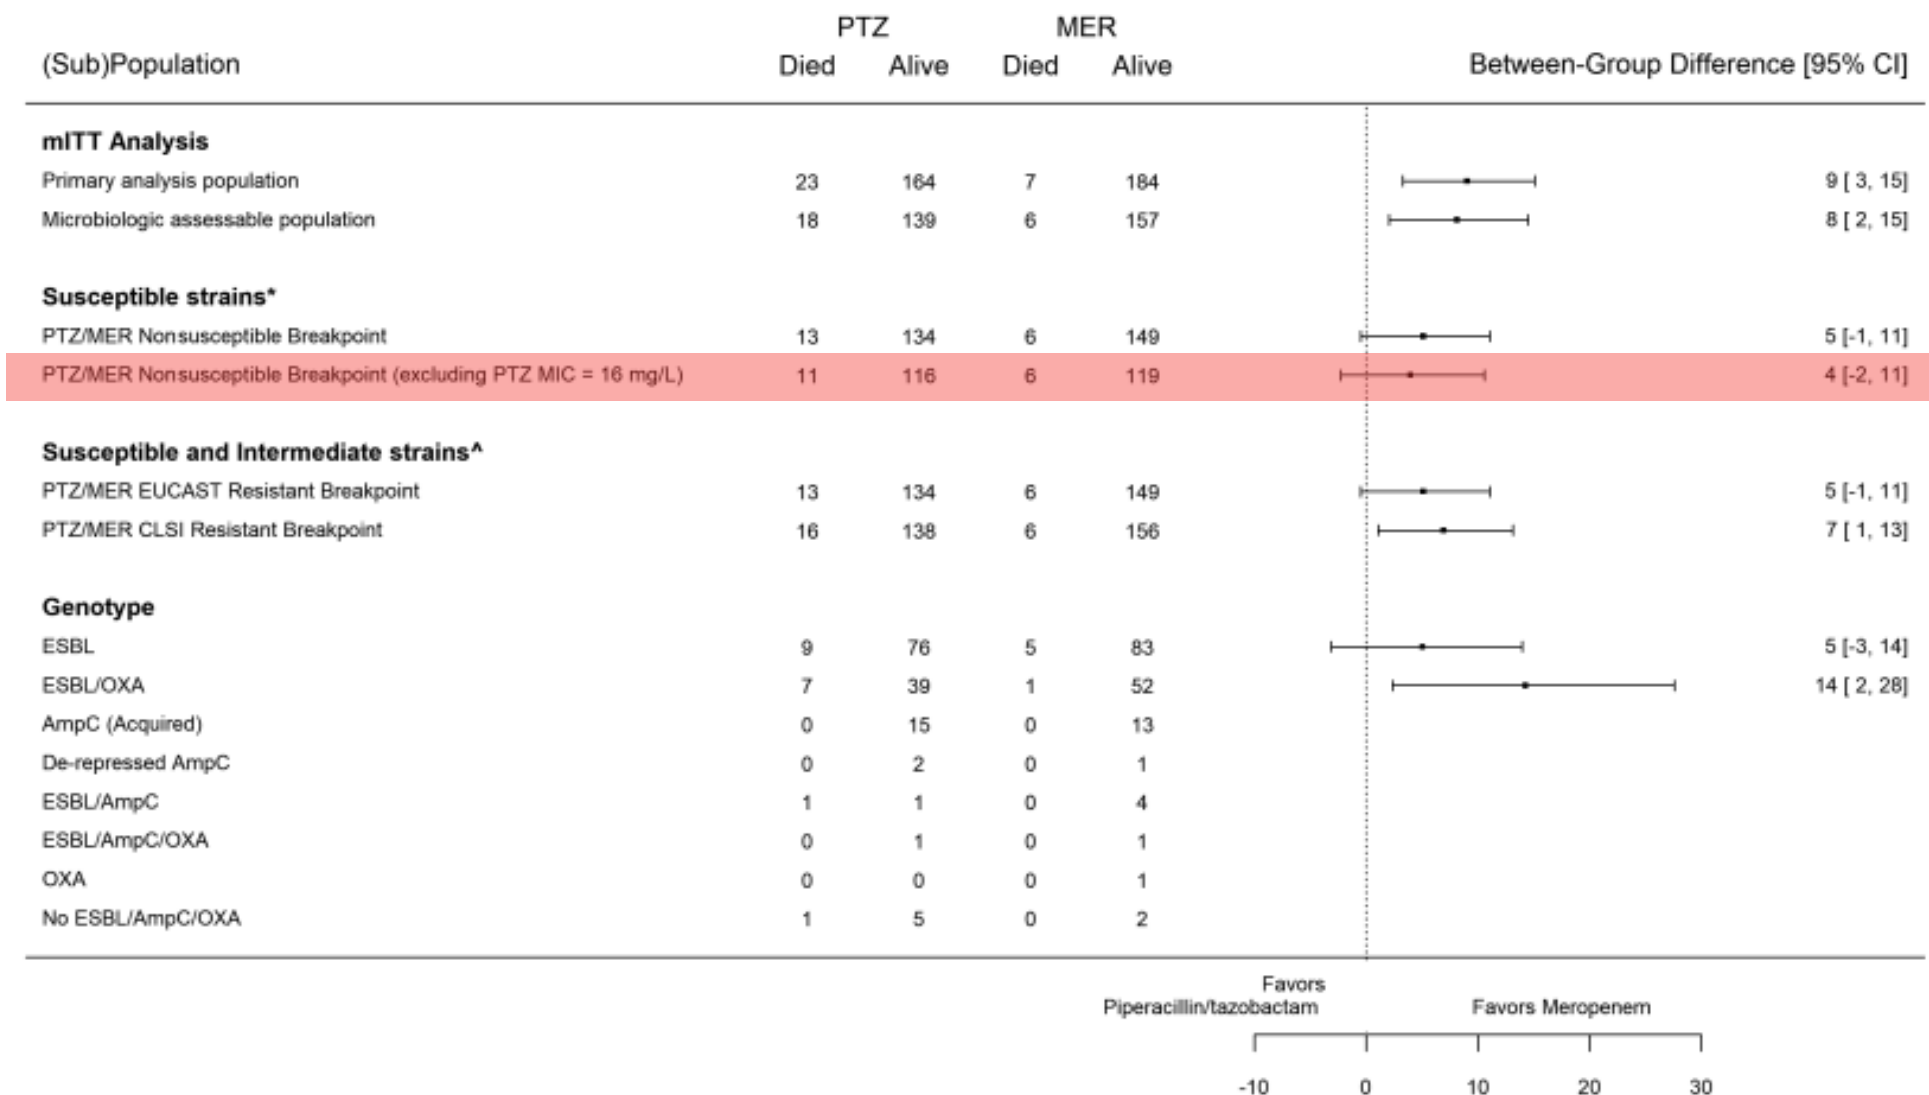 PTZ MER
(Sub)Population Died Alive Died Alive Between-Group Difference [95% CI]
mITT Analysis
Primary analysis population 23 164 7 184 9 [ 3, 15]
Microbiologic assessable population 18 139 6 157 8 [ 2, 15]
Susceptible strains*
PTZ/MER Nonsusceptible Breakpoint 13 134 6 149 5 [-1, 11]
PTZ/MER Nonsusceptible Breakpoint (excluding PTZ MIC = 16 mg/L) 11 116 6 119 4 [-2, 11]
Susceptible and Intermediate strains^
PTZ/MER EUCAST Resistant Breakpoint 13 134 6 149 5 [-1, 11]
PTZ/MER CLSI Resistant Breakpoint 16 138 6 156 7 [ 1, 13]
Genotype
ESBL 9 76 5 83 5 [-3, 14]
ESBL/OXA 7 39 1 52 14 [ 2, 28]
AmpC (Acquired) 0 15 0 13
De-repressed AmpC 0 2 0 1
ESBL/AmpC 1 1 0 4
ESBL/AmpC/OXA 0 1 0 1
OXA 0 0 0 1
No ESBL/AmpC/OXA 1 5 0 2
Favors
Piperacillin/tazobactam Favors Meropenem
-10 0 10 20 30